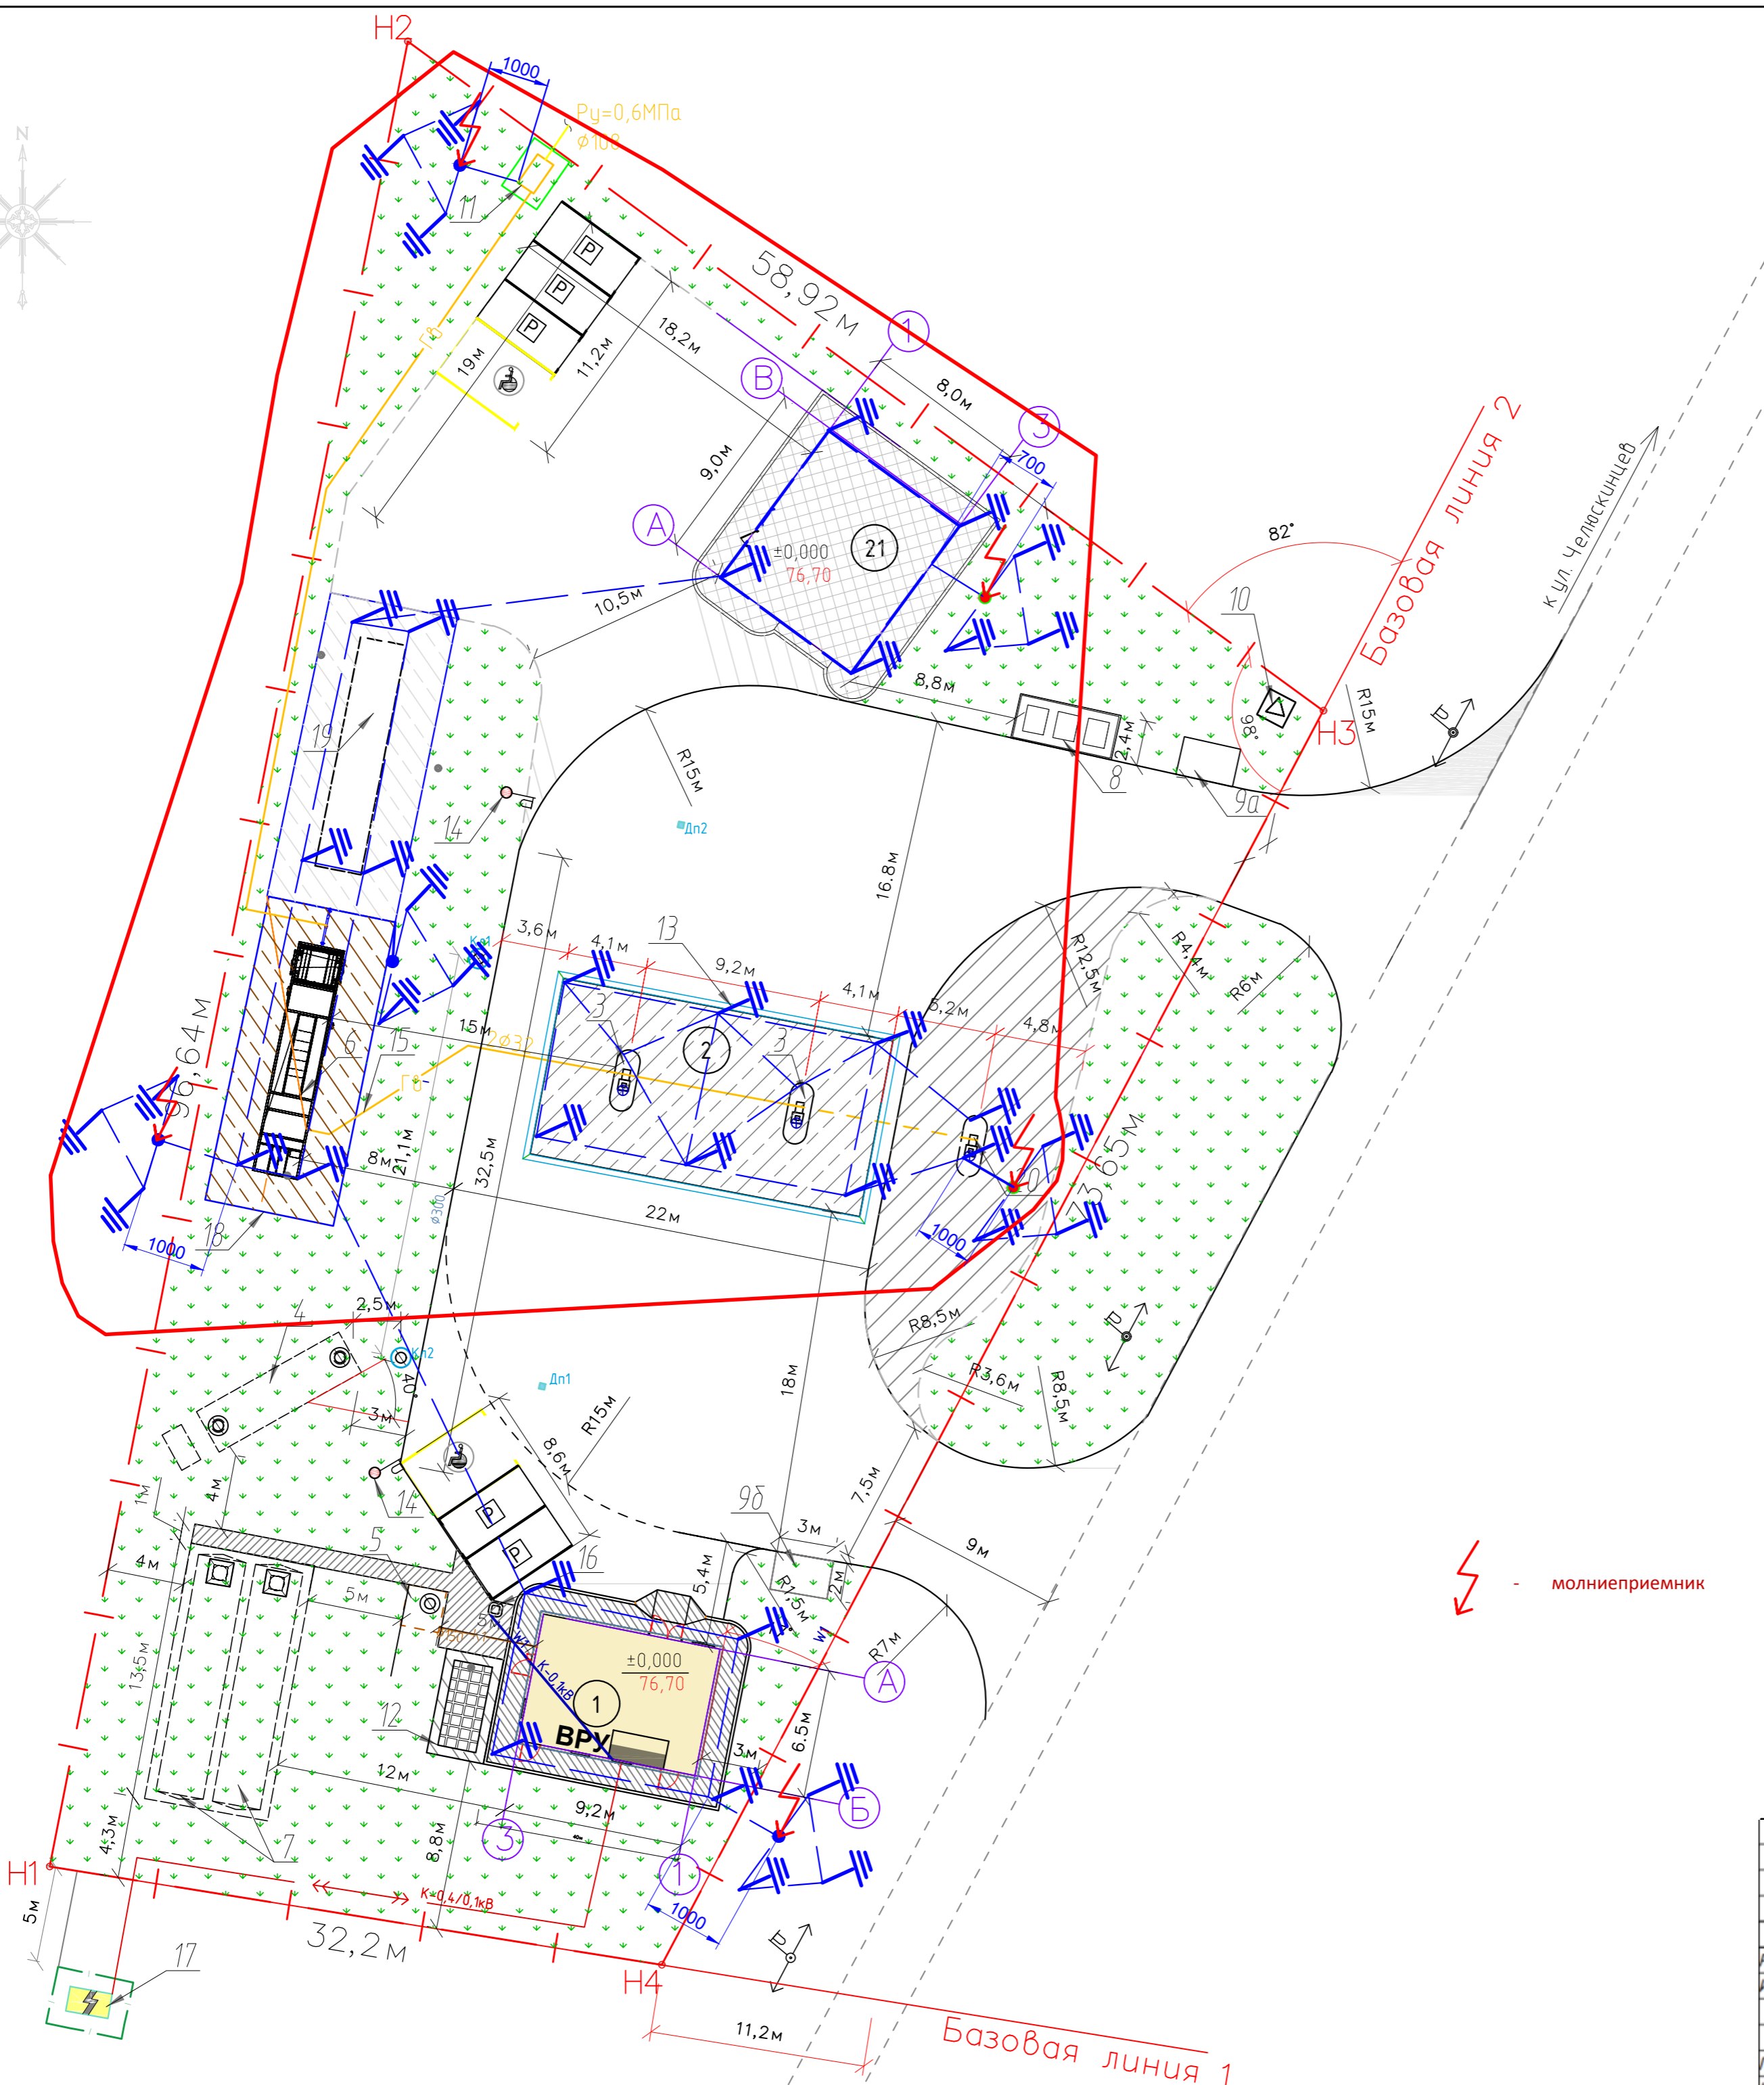 Н2
1000
Ру=0,6МПа
N
11
P
58,92м
P
18,2м
1
P
Гв
19м
11,2м
В
8,0м
3
Базовая линия 2
700
9,0м
к ул. Челюскинцев
А
82°
21
±0,000
76,70
10,5м
10
8,8м
R15м
98°
Н3
2,4м
19
R15м
8
9а
14
Дп2
16.8м
3,6м
4,1м
13
9,2м
R12,5м
R4,4м
R6м
4,1м
5,2м
4,8м
3
2
3
15м
2ф32
6
15
96,64м
Гв
73,65м
8м
21,1м
32,5м
20
ф300
22м
18
1000
1000
4
2,5м
R8,5м
Кл2
R3,6м
R8,5м
Дп1
18м
40°
3м
R15м
8,6м
7,5м
1м
4м
14
P
9б
3м
9м
5
P
16
4м
5м
5,4м
R1,5м
2м
молниеприемник
-
W1
R7м
13,5м
К-0,1кВ
±0,000
76,70
А
12
1
ВРУ
6.5м
3м
12м
9,2м
Б
4,3м
7
8,8м
3
1
Н1
К-0,4/0,1кВ
1000
5м
32,2м
17
Н4
11,2м
Базовая линия 1